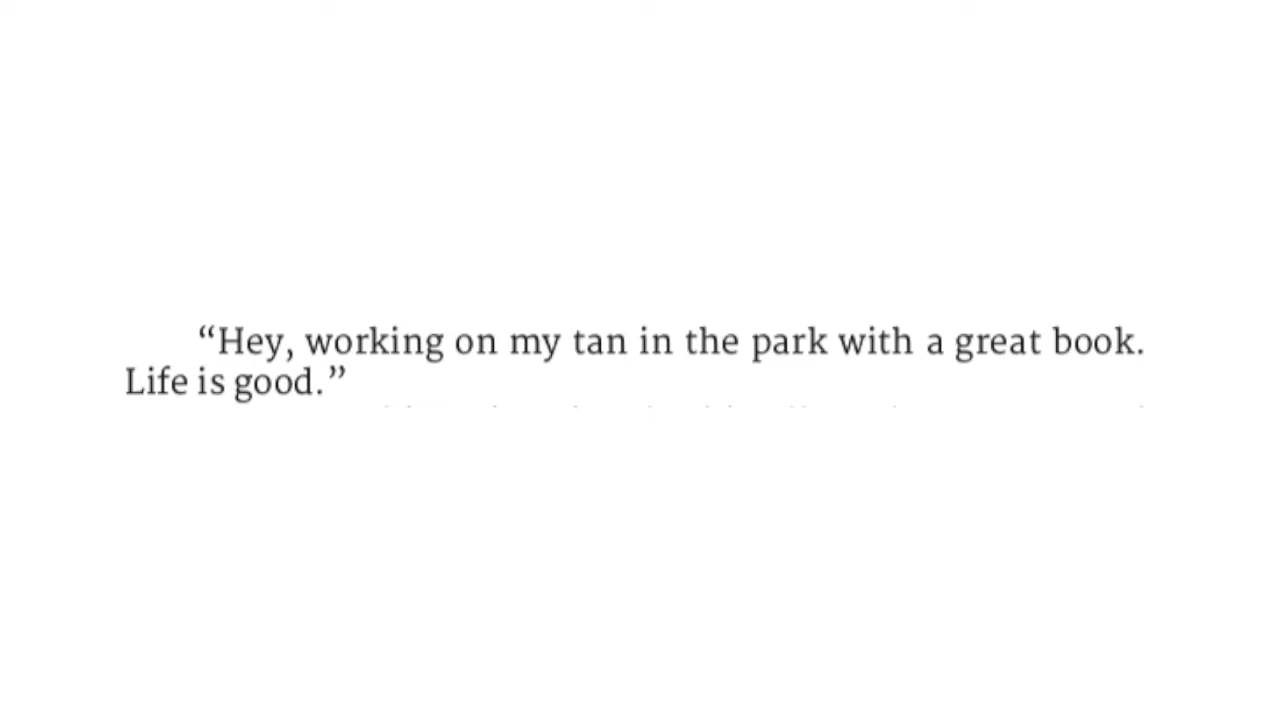 “Hey, working on my tan in the park with a great book.
Life is good.”